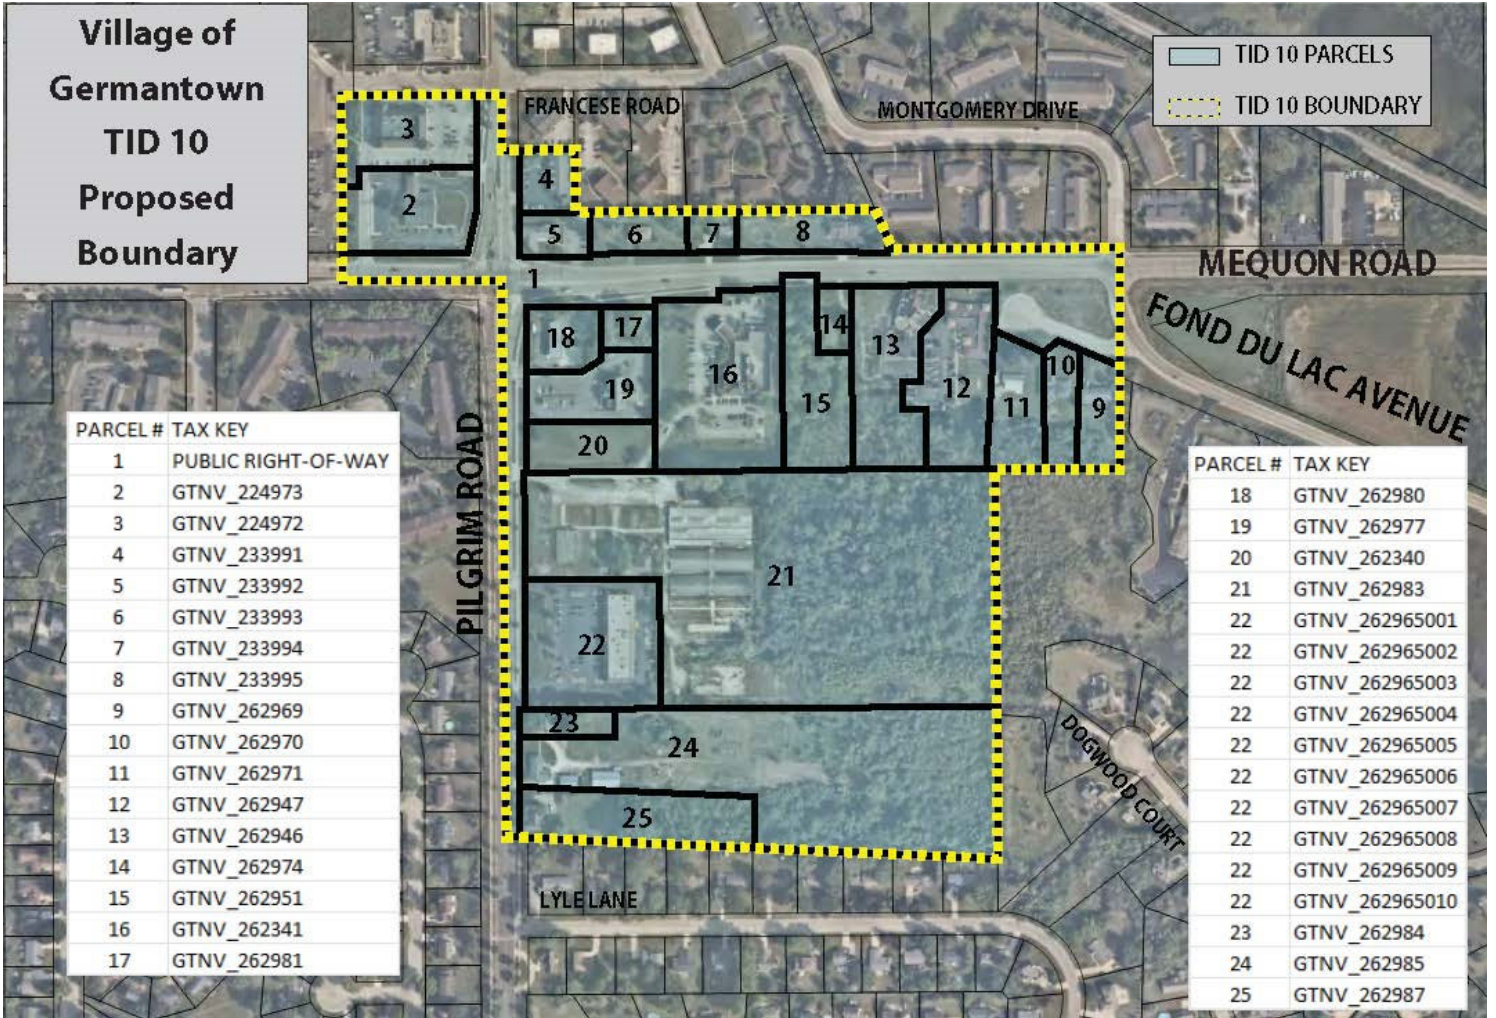 Village of
Germantown
TID 10
Proposed
Boundary
TID 10 PARCELS
TID 10 BOUNDARY
FRANCESE ROAD
MONTGOMERY DRIVE
3
2
4
5
6
7
8
1
MEQUON ROAD
FOND DU LAC AVENUE
18
17
19
20
16
14
15
13
12
11
10
9
PILGRIM ROAD
21
22
23
24
25
DOGWOOD COURT
LYLE LANE
PARCEL # TAX KEY
1 PUBLIC RIGHT-OF-WAY
2 GTNV_224973
3 GTNV_224972
4 GTNV_233991
5 GTNV_233992
6 GTNV_233993
7 GTNV_233994
8 GTNV_233995
9 GTNV_262969
10 GTNV_262970
11 GTNV_262971
12 GTNV_262947
13 GTNV_262946
14 GTNV_262974
15 GTNV_262951
16 GTNV_262341
17 GTNV_262981
PARCEL # TAX KEY
18 GTNV_262980
19 GTNV_262977
20 GTNV_262340
21 GTNV_262983
22 GTNV_262965001
22 GTNV_262965002
22 GTNV_262965003
22 GTNV_262965004
22 GTNV_262965005
22 GTNV_262965006
22 GTNV_262965007
22 GTNV_262965008
22 GTNV_262965009
22 GTNV_262965010
23 GTNV_262984
24 GTNV_262985
25 GTNV_262987